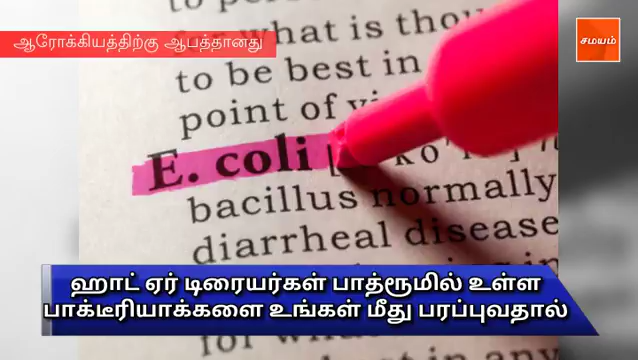 ஆரோக்கியத்திற்கு ஆபத்தானது
சமயம்
for what is thou
to be best in
point of vi
E. coli
bacillus normally
diarrheal disease
ஹாட் ஏர் டிரையர்கள் பாத்ரூமில் உள்ள
பாக்டீரியாக்களை உங்கள் மீது பரப்புவதால்